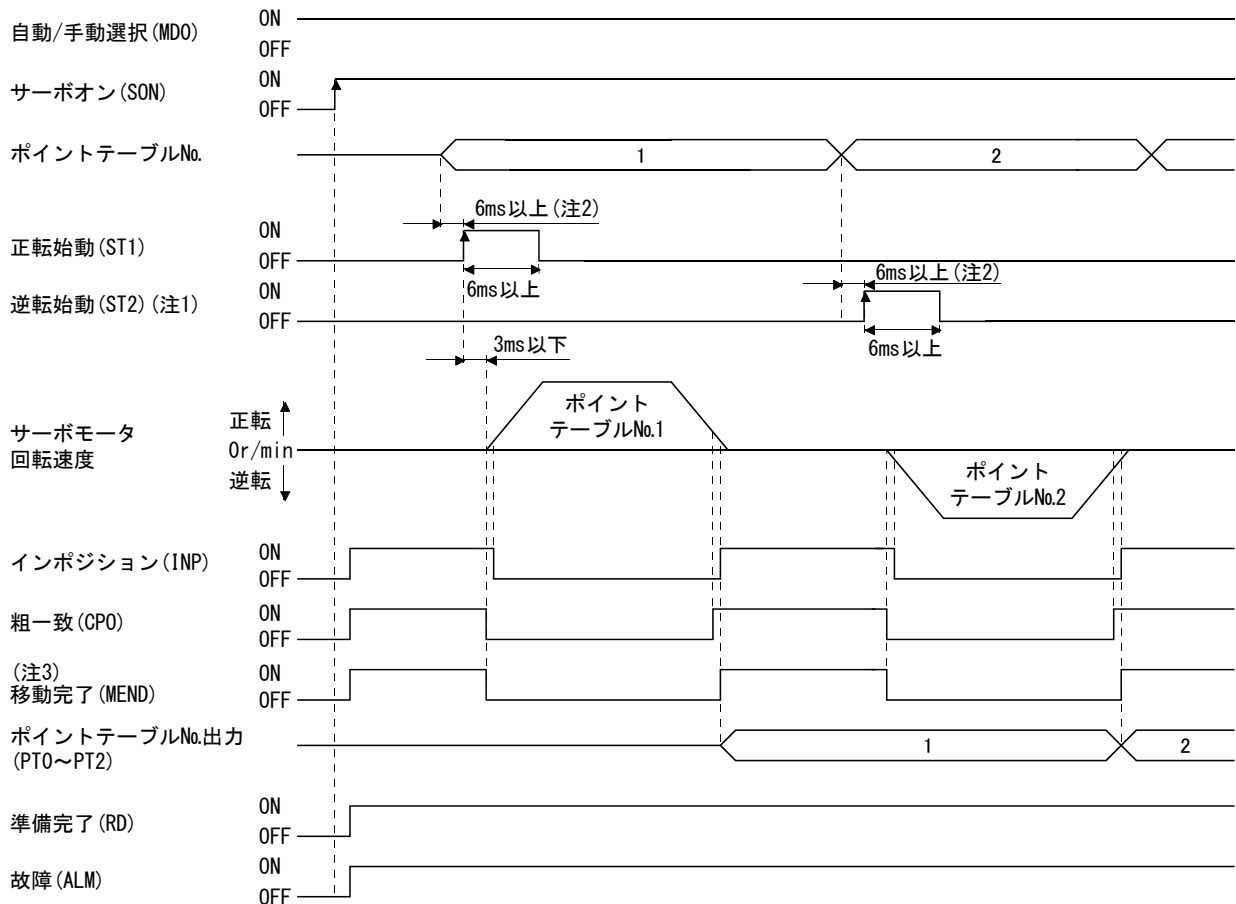 自動/手動選択(MD0)
ON
OFF
サーボオン(SON)
ON
OFF
ポイントテーブルNo.
1
2
6ms以上(注2)
正転始動(ST1)
ON
OFF
6ms以上
6ms以上(注2)
逆転始動(ST2)(注1)
ON
OFF
6ms以上
3ms以下
サーボモータ
回転速度
正転
0r/min
逆転
ポイント
テーブルNo.1
ポイント
テーブルNo.2
インポジション(INP)
ON
OFF
粗一致(CPO)
ON
OFF
(注3)
移動完了(MEND)
ON
OFF
ポイントテーブルNo.出力
(PT0〜PT2)
1
2
準備完了(RD)
ON
OFF
故障(ALM)
ON
OFF